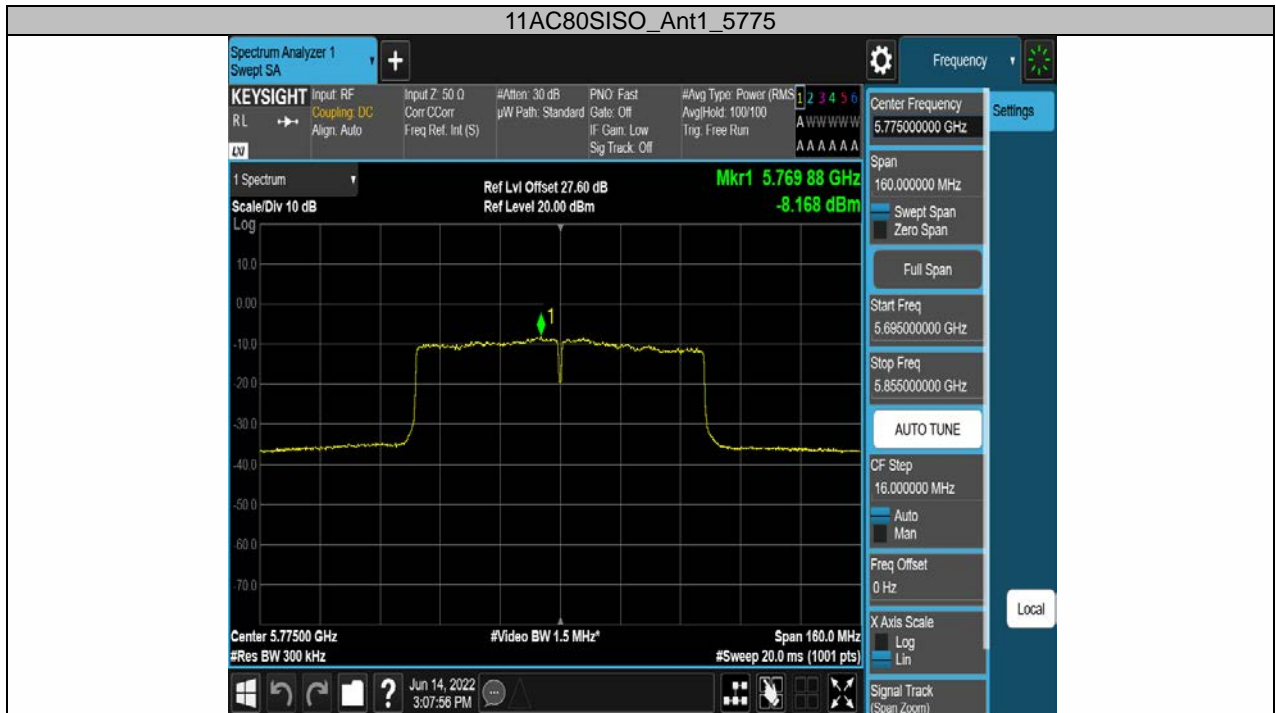 11AC80SISO_Ant1_5775
Spectrum Analyzer 1
Swept SA
Frequency
KEYSIGHT
RL
LXI
Input: RF
Coupling: DC
Align: Auto
Input Z: 50 Ω
Corr CCorr
Freq Ref: Int (S)
#Atten: 30 dB
µW Path: Standard
PNO: Fast
Gate: Off
IF Gain: Low
Sig Track: Off
#Avg Type: Power (RMS
Avg|Hold: 100/100
Trig: Free Run
1 2 3 4 5 6
A W W W W W
A A A A A A
Center Frequency
5.775000000 GHz
Settings
Span
160.000000 MHz
Swept Span
Zero Span
Full Span
Start Freq
5.695000000 GHz
Stop Freq
5.855000000 GHz
AUTO TUNE
CF Step
16.000000 MHz
Auto
Man
Freq Offset
0 Hz
X Axis Scale
Log
Lin
Signal Track
(Span Zoom)
Local
1 Spectrum
Scale/Div 10 dB
Log
Ref Lvl Offset 27.60 dB
Ref Level 20.00 dBm
Mkr1 5.769 88 GHz
-8.168 dBm
10.0
0.00
1
-10.0
-20.0
-30.0
-40.0
-50.0
-60.0
-70.0
Center 5.77500 GHz
#Res BW 300 kHz
#Video BW 1.5 MHz*
Span 160.0 MHz
#Sweep 20.0 ms (1001 pts)
?
Jun 14, 2022
3:07:56 PM